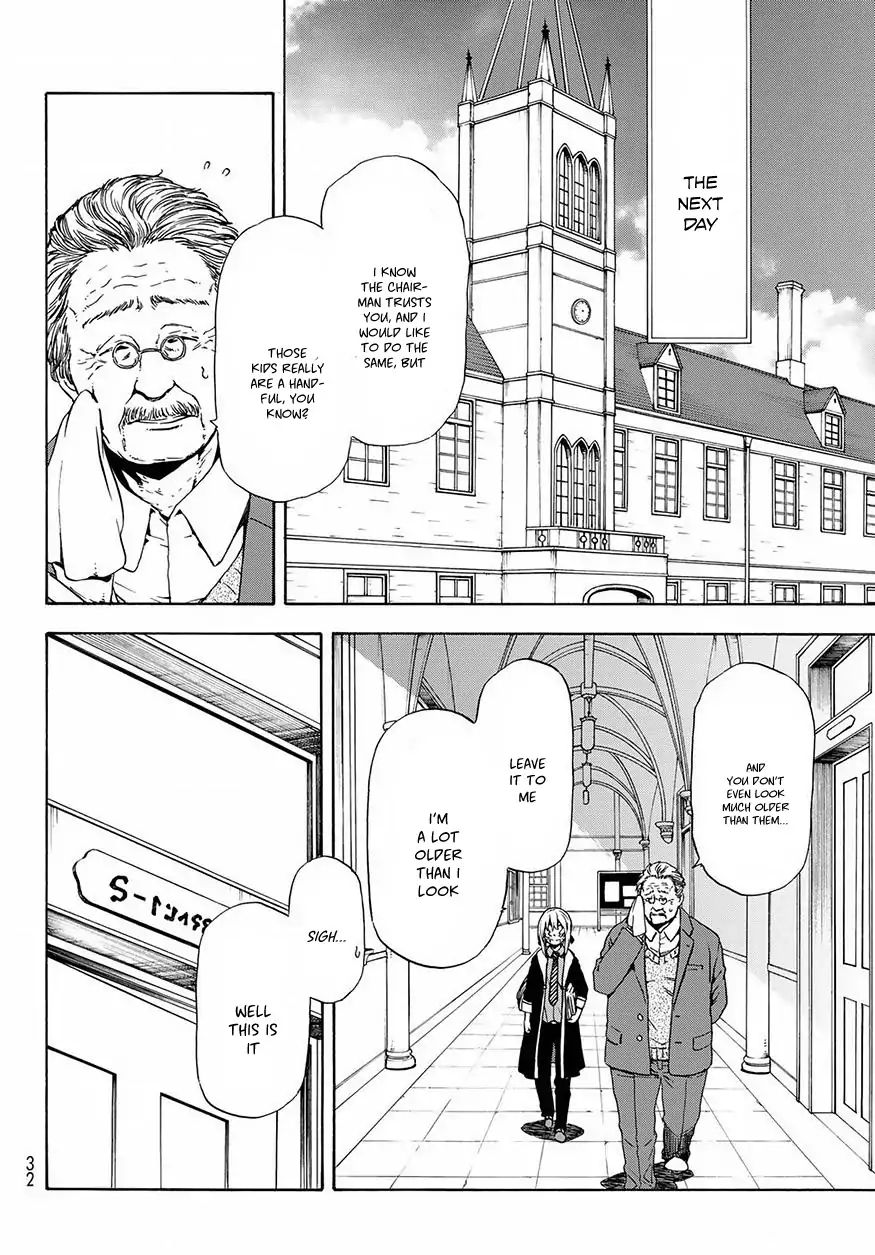 THE
NEXT
DAY
I KNOW
THE CHAIR-
MAN TRUSTS
YOU, AND I
WOULD LIKE
TO DO THE
SAME, BUT
THOSE
KIDS REALLY
ARE A HAND-
FUL, YOU
KNOW?
AND
YOU DON'T
EVEN LOOK
MUCH OLDER
THAN THEM...
LEAVE
IT TO
ME
I'M
A LOT
OLDER
THAN I
LOOK
SIGH...
WELL
THIS IS
IT
32